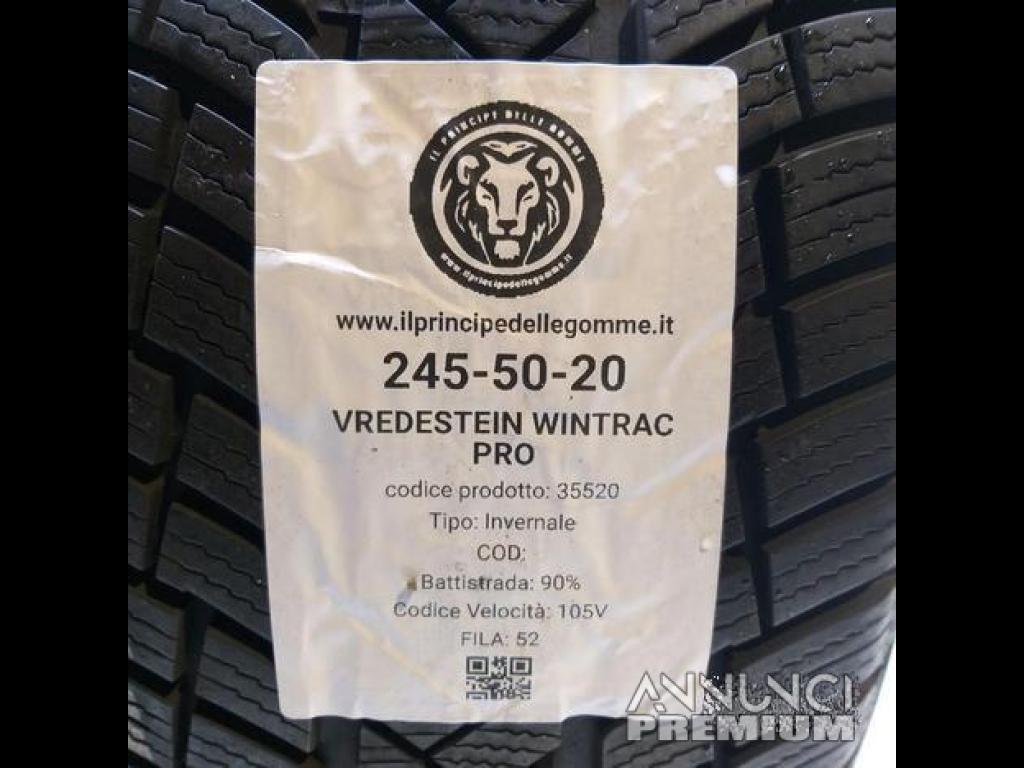 IL PRINCIPE DELLE GOMME
www.ilprincipedellegomme.it
www.ilprincipedellegomme.it
245-50-20
VREDESTEIN WINTRAC
PRO
codice prodotto: 35520
Tipo: Invernale
COD:
Battistrada: 90%
Codice Velocità: 105V
FILA: 52
ANNUNCI
PREMIUM